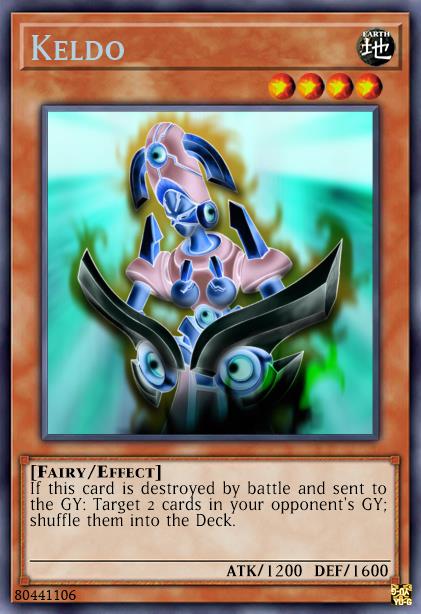 KELDO
EARTH
地
[FAIRY/EFFECT]
If this card is destroyed by battle and sent to
the GY: Target 2 cards in your opponent's GY;
shuffle them into the Deck.
ATK/1200 DEF/1600
80441106